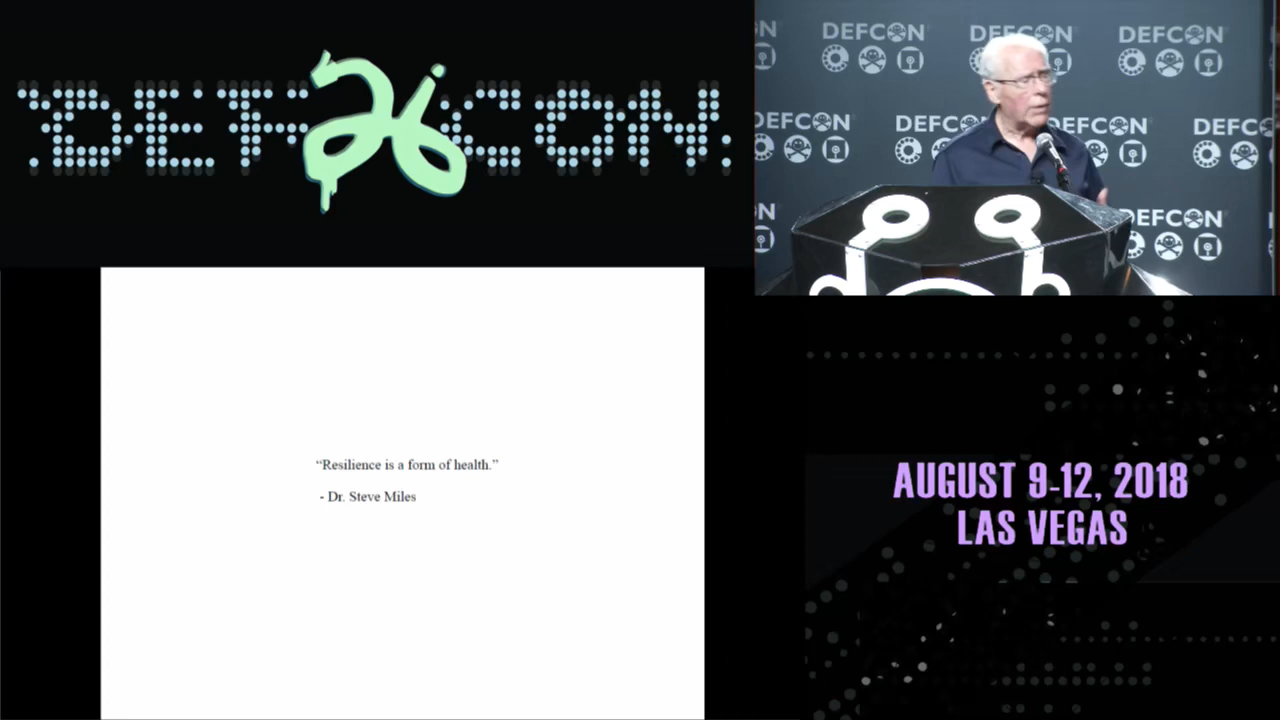 DEF 26 CON
DEFCON
DEFCON
DEFCON
DEFCON
DEFCON
DEFCON
DEFCON
DEFCON
“Resilience is a form of health.”
- Dr. Steve Miles
AUGUST 9-12, 2018
LAS VEGAS